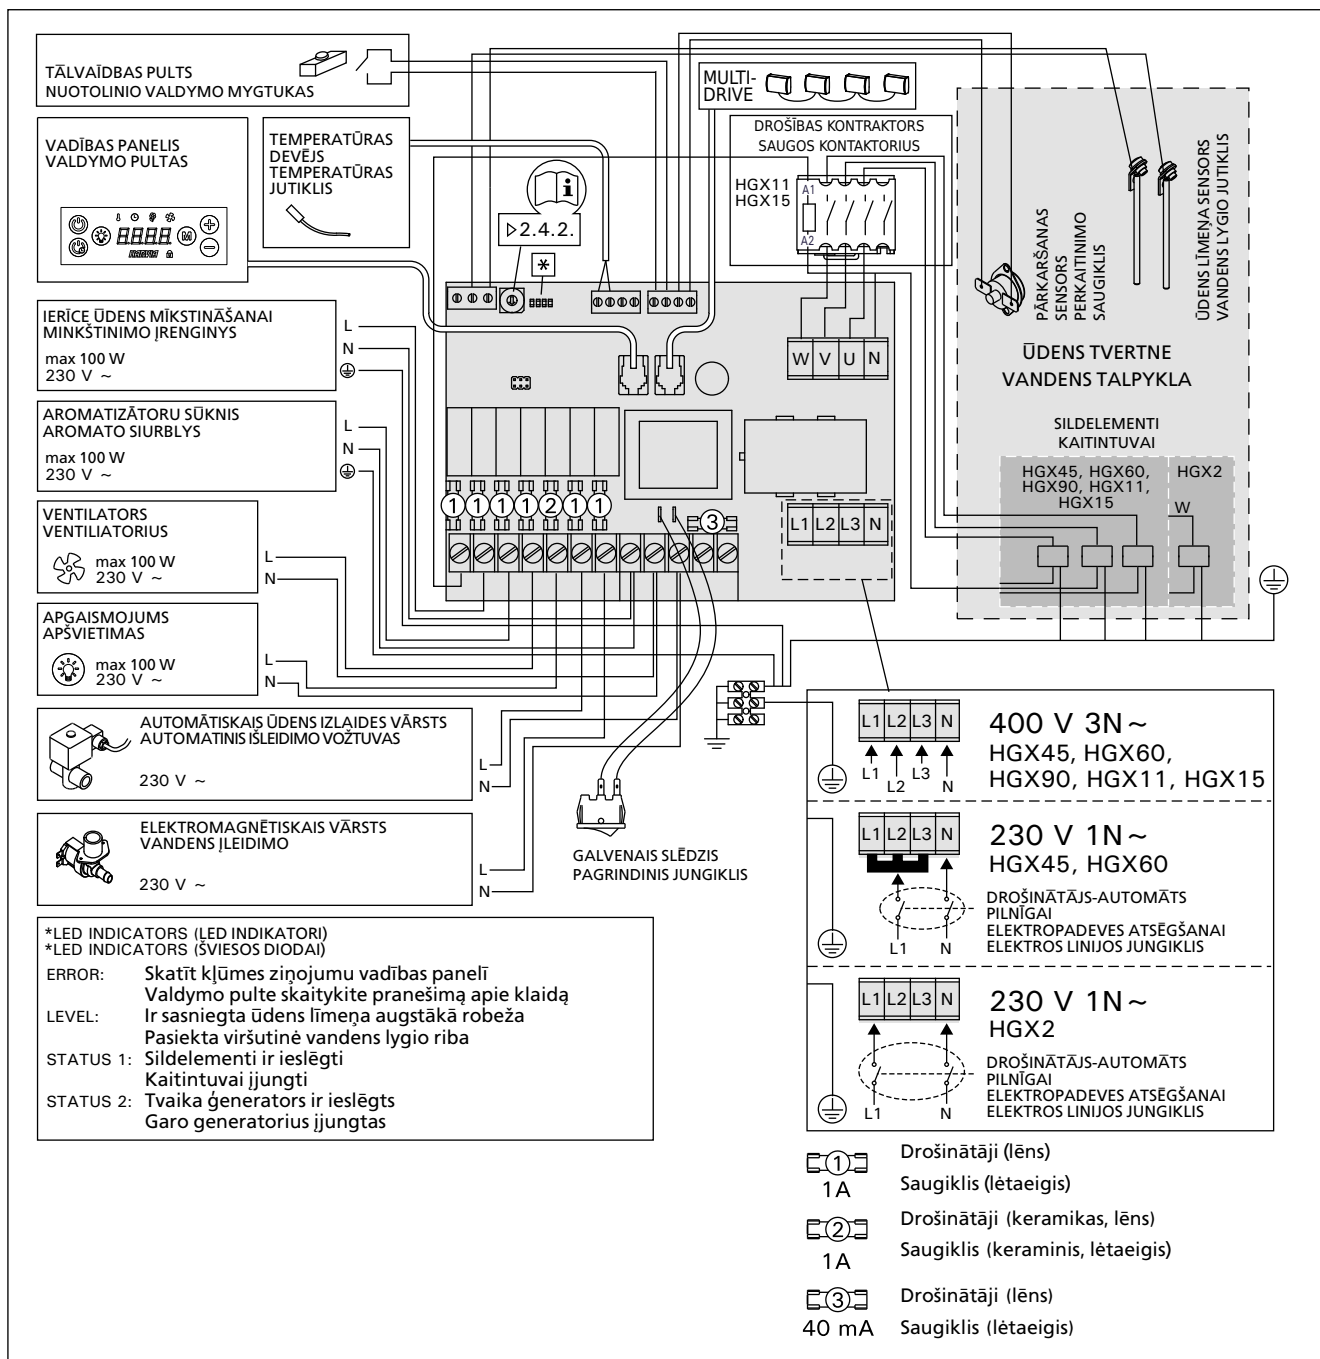 TĀLVAĪDBAS PULTS
NUOTOLINIO VALDYMO MYGTUKAS
MULTI-
DRIVE
VADĪBAS PANELIS
VALDYMO PULTAS
8.8.8.8
HARVIA
M
TEMPERATŪRAS
DEVĒJS
TEMPERATŪRAS
JUTIKLIS
i
2.4.2.
*
DROŠĪBAS KONTRAKTORS
SAUGOS KONTAKTORIUS
HGX11
HGX15
A1
A2
PĀRKARŠANAS
SENSORS
PERKAITINIMO
SAUGIKLIS
ŪDENS LĪMEŅA SENSORS
VANDENS LYGIO JUTIKLIS
ŪDENS TVERTNE
VANDENS TALPYKLA
SILDELEMENTI
KAITINTUVAI
HGX45, HGX60,
HGX90, HGX11,
HGX15
HGX2
W
W V U N
L1 L2 L3 N
1 1 1 1 2 1 1
3
IERĪCE ŪDENS MĪKSTINĀŠANAI
MINKŠTINIMO ĮRENGINYS
max 100 W
230 V ~
L
N
AROMATIZĀTORU SŪKNIS
AROMATO SIURBLYS
max 100 W
230 V ~
L
N
VENTILATORS
VENTILIATORIUS
max 100 W
230 V ~
L
N
APGAISMOJUMS
APŠVIETIMAS
max 100 W
230 V ~
L
N
AUTOMĀTISKAIS ŪDENS IZLAIDES VĀRSTS
AUTOMATINIS IŠLEIDIMO VOŽTUVAS
230 V ~
L
N
ELEKTROMAGNĒTISKAIS VĀRSTS
VANDENS ĮLEIDIMO
230 V ~
L
N
GALVENAIS SLĒDZIS
PAGRINDINIS JUNGIKLIS
*LED INDICATORS (LED INDIKATORI)
*LED INDICATORS (ŠVIESOS DIODAI)
ERROR: Skatīt kļūmes ziņojumu vadības panelī
Valdymo pulte skaitykite pranešimą apie klaidą
LEVEL: Ir sasniegta ūdens līmeņa augstākā robeža
Pasiekta viršutinė vandens lygio riba
STATUS 1: Sildelementi ir ieslēgti
Kaitintuvai įjungti
STATUS 2: Tvaika ģenerators ir ieslēgts
Garo generatorius įjungtas
L1 L2 L3 N
L1 L2 L3 N
400 V 3N~
HGX45, HGX60,
HGX90, HGX11, HGX15
L1 L2 L3 N
L1 N
230 V 1N~
HGX45, HGX60
DROŠINĀTĀJS-AUTOMĀTS
PILNĪGAI
ELEKTROPADEVES ATSĒGŠANAI
ELEKTROS LINIJOS JUNGIKLIS
L1 L2 L3 N
L1 N
230 V 1N~
HGX2
DROŠINĀTĀJS-AUTOMĀTS
PILNĪGAI
ELEKTROPADEVES ATSĒGŠANAI
ELEKTROS LINIJOS JUNGIKLIS
1
1A
Drošinātāji (lēns)
Saugiklis (lėtaeigis)
2
1A
Drošinātāji (keramikas, lēns)
Saugiklis (keraminis, lėtaeigis)
3
40 mA
Drošinātāji (lēns)
Saugiklis (lėtaeigis)